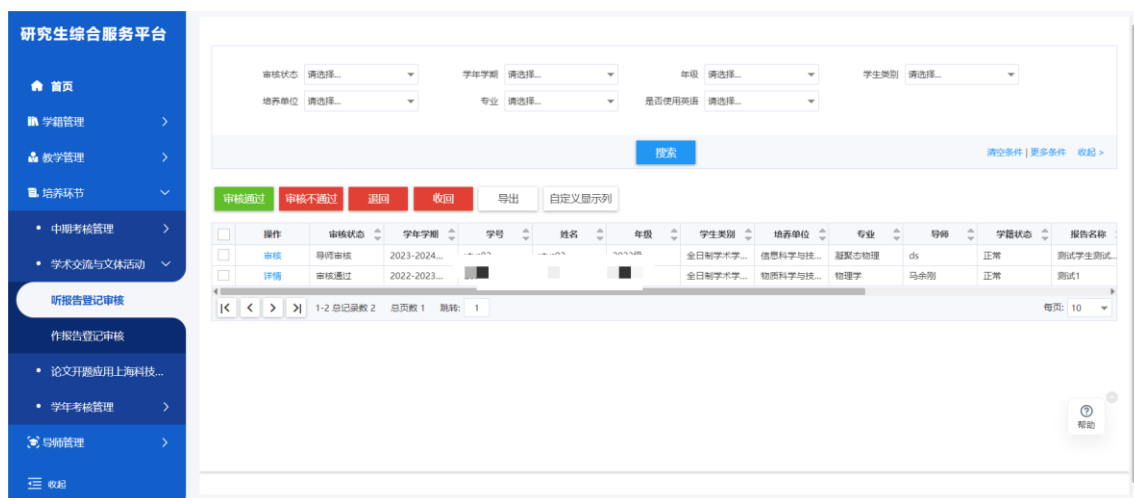 研究生综合服务平台
首页
学籍管理
教学管理
培养环节
中期考核管理
学术交流与文体活动
听报告登记审核
作报告登记审核
论文开题应用上海科技...
学年考核管理
导师管理
收起
审核状态 请选择... 学年学期 请选择... 年级 请选择... 学生类别 请选择...
培养单位 请选择... 专业 请选择... 是否使用英语 请选择...
搜索 清空条件 | 更多条件 收起 >
审核通过 审核不通过 退回 收回 导出 自定义显示列
操作 审核状态 学年学期 学号 姓名 年级 学生类别 培养单位 专业 导师 学籍状态 报告名称
审核 导师审核 2023-2024... 全日制学术学... 信息科学与技... 凝聚态物理 ds 正常 测试学生测试...
详情 审核通过 2022-2023... 全日制学术学... 物质科学与技... 物理学 马余刚 正常 测试1
1-2 总记录数 2 总页数 1 跳转: 1 每页: 10
帮助